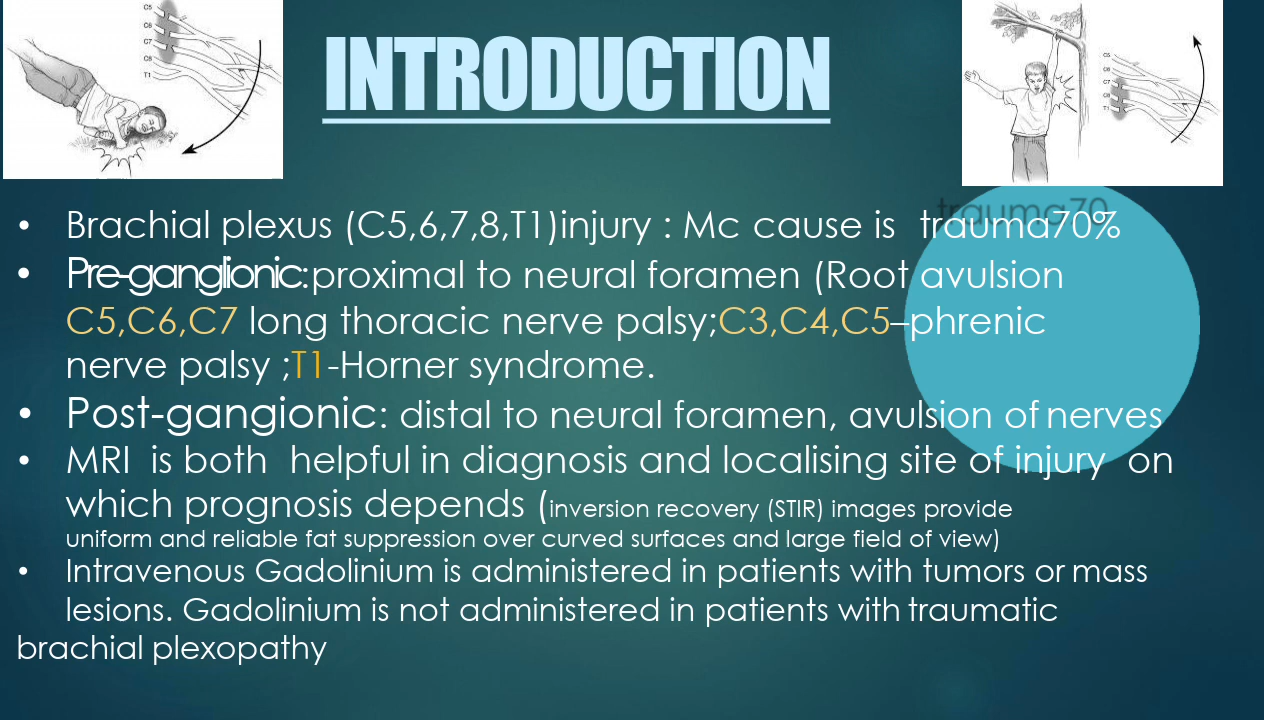 C5
C6
C7
C8
T1
INTRODUCTION
C5
C6
C7
C8
T1
trauma70
• Brachial plexus (C5,6,7,8,T1)injury : Mc cause is trauma70%
• Pre-ganglionic:proximal to neural foramen (Root avulsion
C5,C6,C7 long thoracic nerve palsy;C3,C4,C5–phrenic
nerve palsy ;T1-Horner syndrome.
• Post-gangionic: distal to neural foramen, avulsion of nerves
• MRI is both helpful in diagnosis and localising site of injury on
which prognosis depends (inversion recovery (STIR) images provide
uniform and reliable fat suppression over curved surfaces and large field of view)
• Intravenous Gadolinium is administered in patients with tumors or mass
lesions. Gadolinium is not administered in patients with traumatic
brachial plexopathy